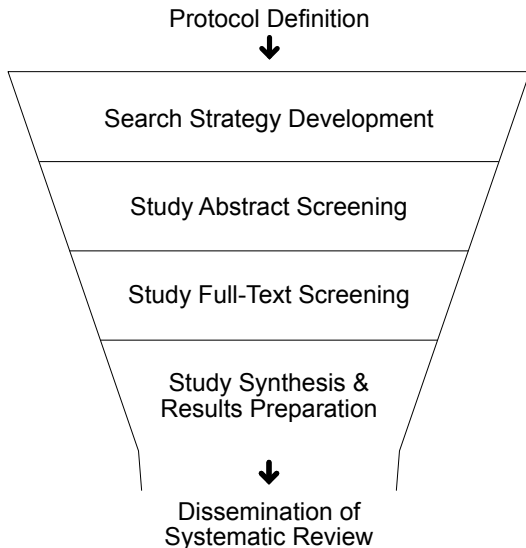 Protocol Definition
Search Strategy Development
Study Abstract Screening
Study Full-Text Screening
Study Synthesis &
Results Preparation
Dissemination of
Systematic Review